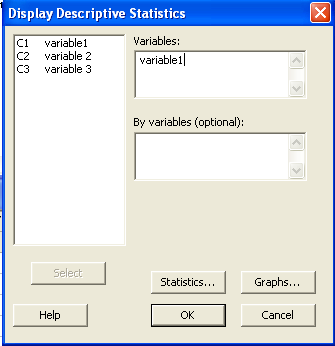 Display Descriptive Statistics
C1 variable1
C2 variable 2
C3 variable 3
Variables:
variable1
By variables (optional):
Select
Statistics...
Graphs...
Help
OK
Cancel